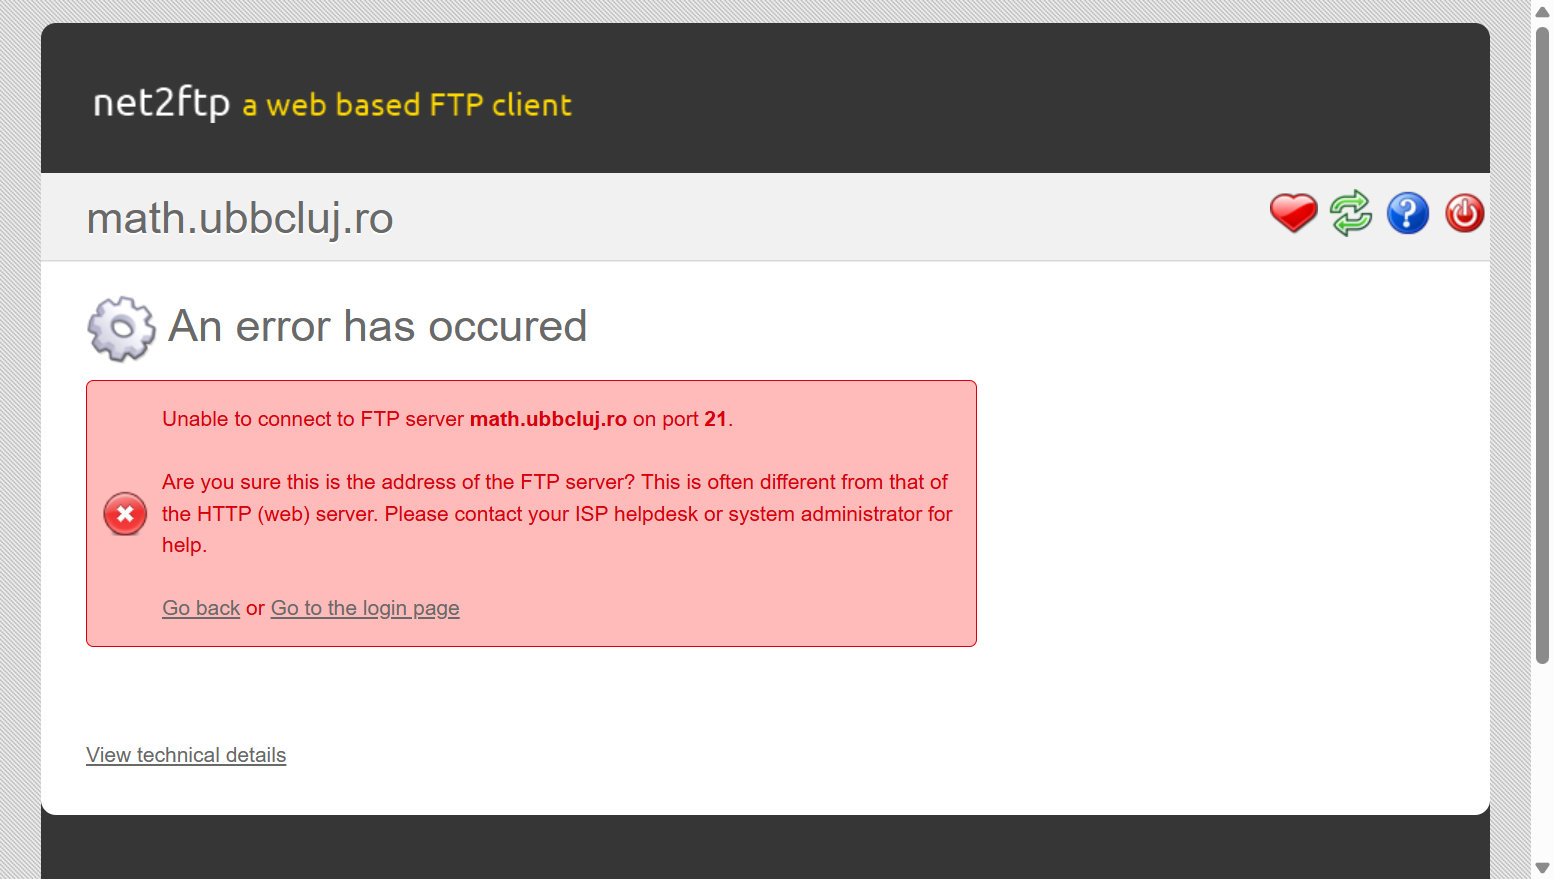 net2ftp a web based FTP client
math.ubbcluj.ro
An error has occured
Unable to connect to FTP server math.ubbcluj.ro on port 21.
Are you sure this is the address of the FTP server? This is often different from that of
the HTTP (web) server. Please contact your ISP helpdesk or system administrator for
help.
Go back or Go to the login page
View technical details